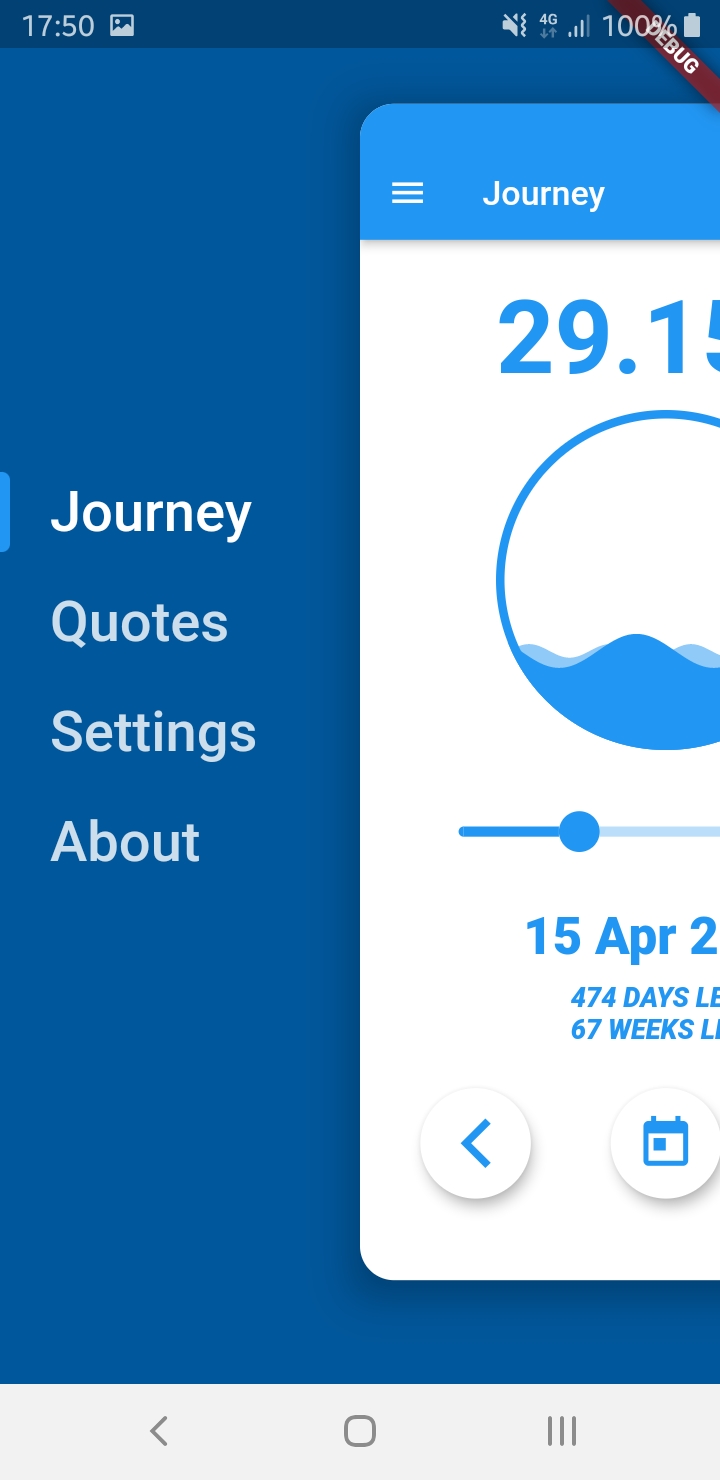 17:50
4G
100%
DEBUG
Journey
29.15
Journey
Quotes
Settings
About
15 Apr 2
474 DAYS LE
67 WEEKS LE